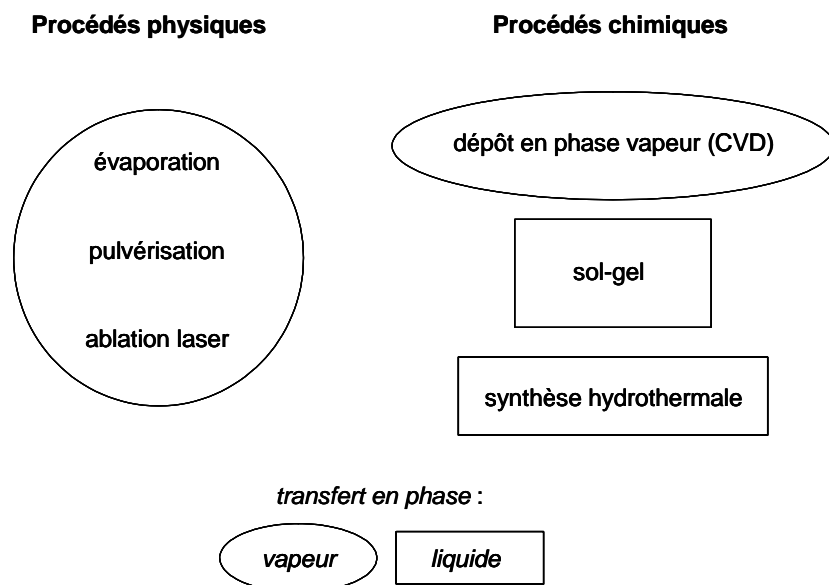 Procédés physiques
Procédés chimiques
évaporation
pulvérisation
ablation laser
dépôt en phase vapeur (CVD)
sol-gel
synthèse hydrothermale
transfert en phase :
vapeur
liquide